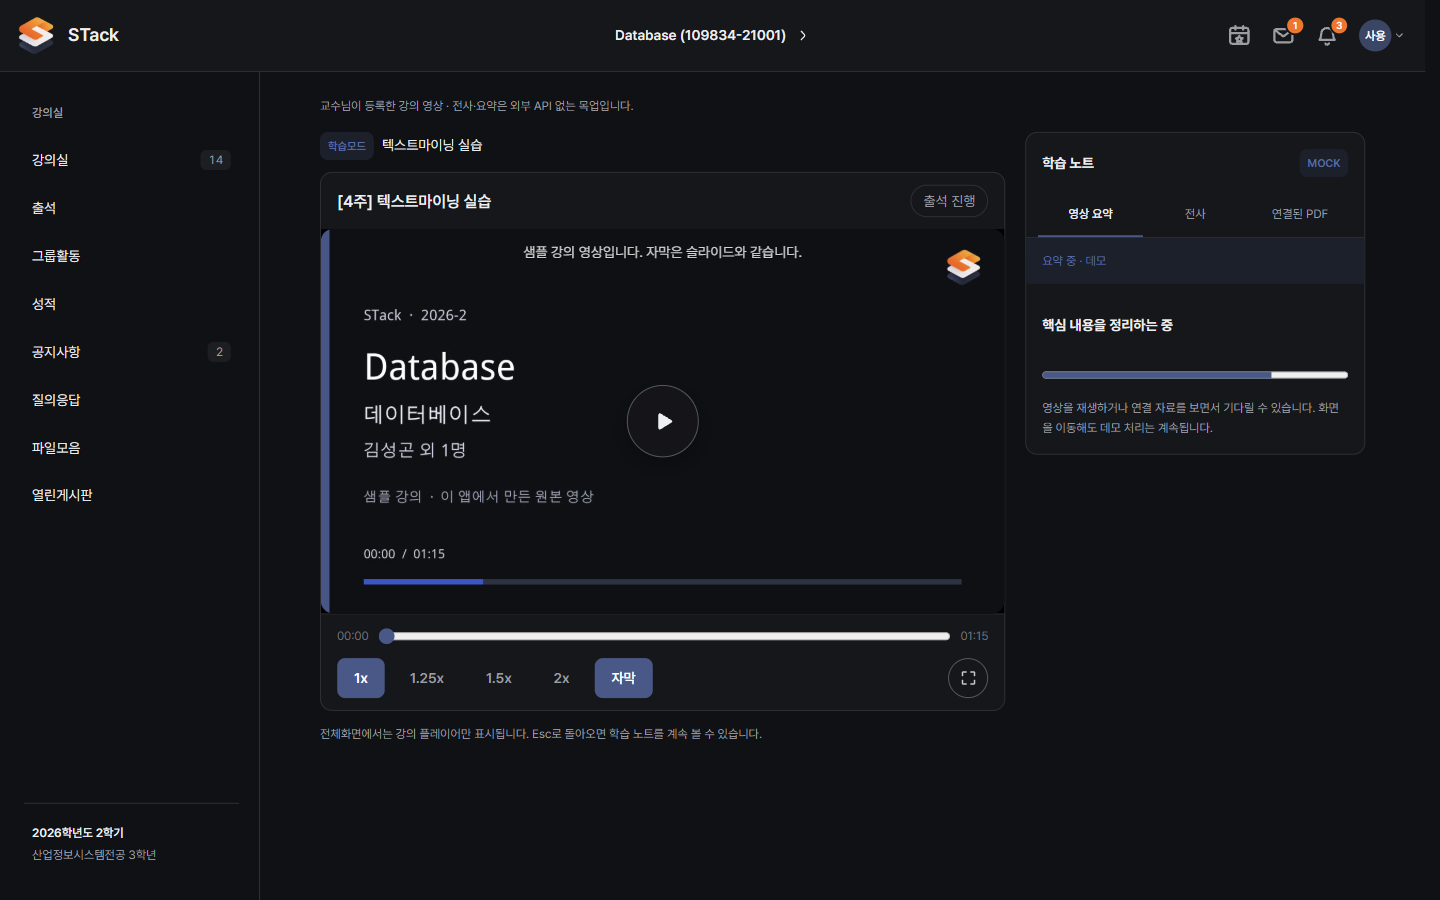 STack
Database (109834-21001)
1
3
사용
강의실
강의실
14
출석
그룹활동
성적
공지사항
2
질의응답
파일모음
열린게시판
2026학년도 2학기
산업정보시스템전공 3학년
교수님이 등록한 강의 영상 · 전사·요약은 외부 API 없는 목업입니다.
학습모드 텍스트마이닝 실습
[4주] 텍스트마이닝 실습
출석 진행
샘플 강의 영상입니다. 자막은 슬라이드와 같습니다.
STack · 2026-2
Database
데이터베이스
김성곤 외 1명
샘플 강의 · 이 앱에서 만든 원본 영상
00:00 / 01:15
00:00
01:15
1x
1.25x
1.5x
2x
자막
전체화면에서는 강의 플레이어만 표시됩니다. Esc로 돌아오면 학습 노트를 계속 볼 수 있습니다.
학습 노트
MOCK
영상 요약
전사
연결된 PDF
요약 중 · 데모
핵심 내용을 정리하는 중
영상을 재생하거나 연결 자료를 보면서 기다릴 수 있습니다. 화면
을 이동해도 데모 처리는 계속됩니다.